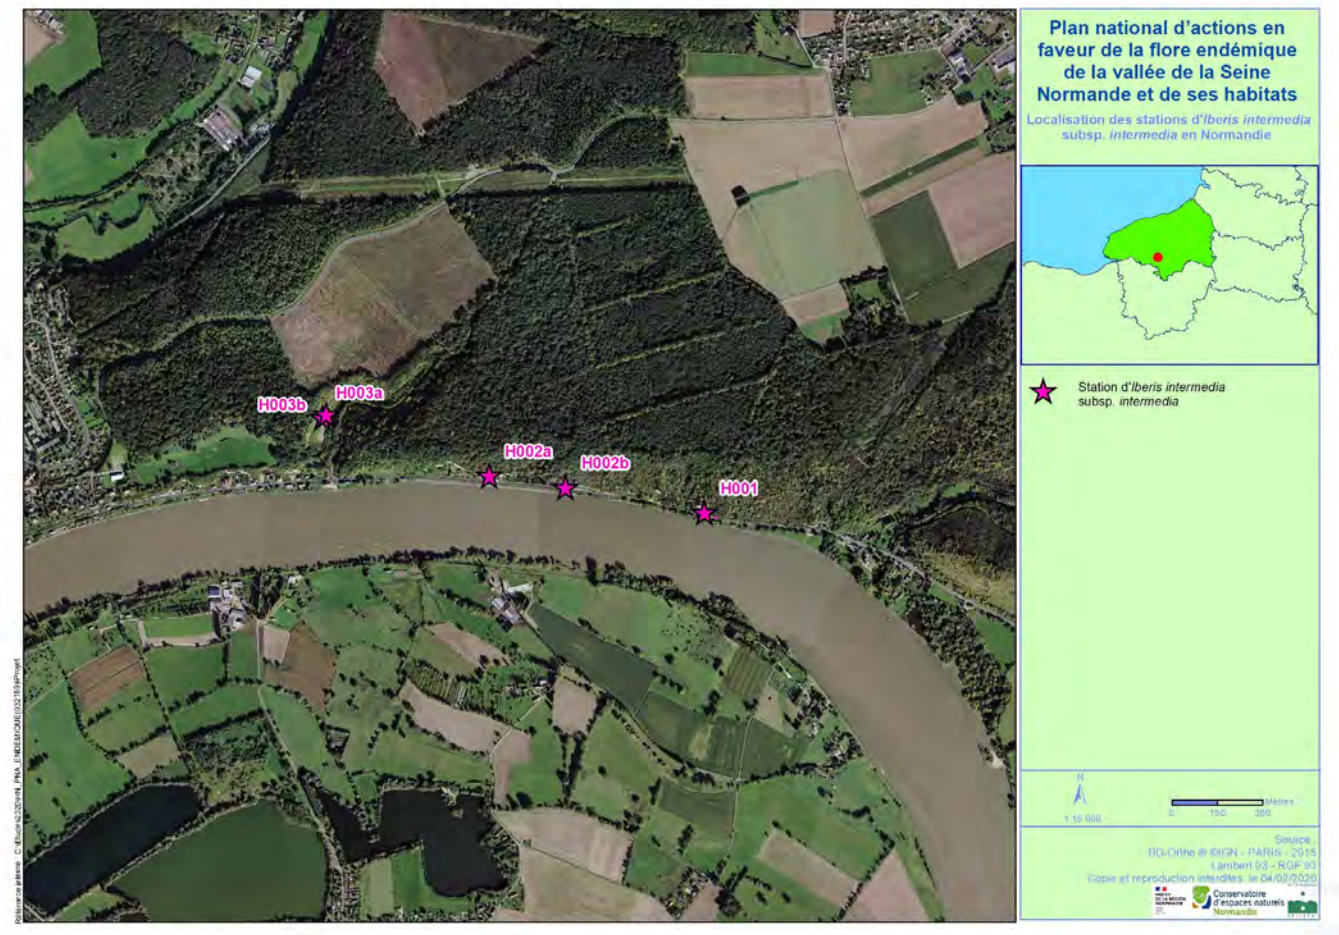 Plan national d'actions en
faveur de la flore endémique
de la vallée de la Seine
Normande et de ses habitats
Localisation des stations d'Iberis intermedia
subsp. intermedia en Normandie
Station d'Iberis intermedia
subsp. intermedia
H003a
H003b
H002a
H002b
H001
N
1:15 000
Mètres
0 150 300
Source :
BD-Ortho ® ©IGN - PARIS - 2015
Lambert 93 - RGF 93
Copie et reproduction interdites, le 04/02/2020
Conservatoire
d'espaces naturels
Normandie